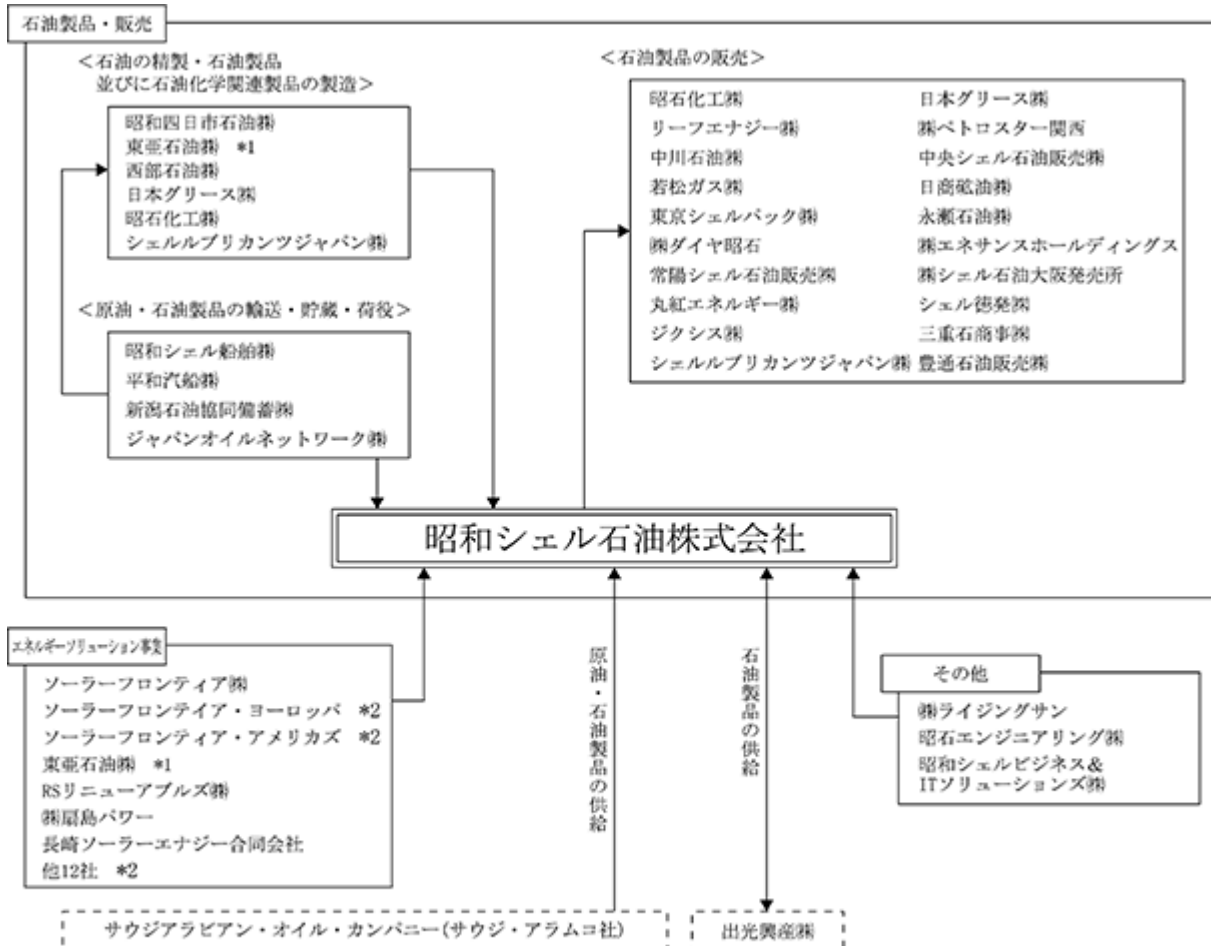 石油製品・販売
＜石油の精製・石油製品
並びに石油化学関連製品の製造＞
昭和四日市石油㈱
東亜石油㈱ *1
西部石油㈱
日本グリース㈱
昭石化工㈱
シェルルブリカンツジャパン㈱
＜原油・石油製品の輸送・貯蔵・荷役＞
昭和シェル船舶㈱
平和汽船㈱
新潟石油協同備蓄㈱
ジャパンオイルネットワーク㈱
＜石油製品の販売＞
昭石化工㈱ 日本グリース㈱
リーフエナジー㈱ ㈱ペトロスター関西
中川石油㈱ 中央シェル石油販売㈱
若松ガス㈱ 日商砿油㈱
東京シェルパック㈱ 永瀬石油㈱
㈱ダイヤ昭石 ㈱エネサンスホールディングス
常陽シェル石油販売㈱ ㈱シェル石油大阪発売所
丸紅エネルギー㈱ シェル徳発㈱
ジクシス㈱ 三重石商事㈱
シェルルブリカンツジャパン㈱ 豊通石油販売㈱
昭和シェル石油株式会社
エネルギーソリューション事業
ソーラーフロンティア㈱
ソーラーフロンテイア・ヨーロッパ *2
ソーラーフロンティア・アメリカズ *2
東亜石油㈱ *1
RSリニューアブルズ㈱
㈱扇島パワー
長崎ソーラーエナジー合同会社
他12社 *2
原油・石油製品の供給
石油製品の供給
その他
㈱ライジングサン
昭石エンジニアリング㈱
昭和シェルビジネス&
ITソリューションズ㈱
サウジアラビアン・オイル・カンパニー(サウジ・アラムコ社)
出光興産㈱